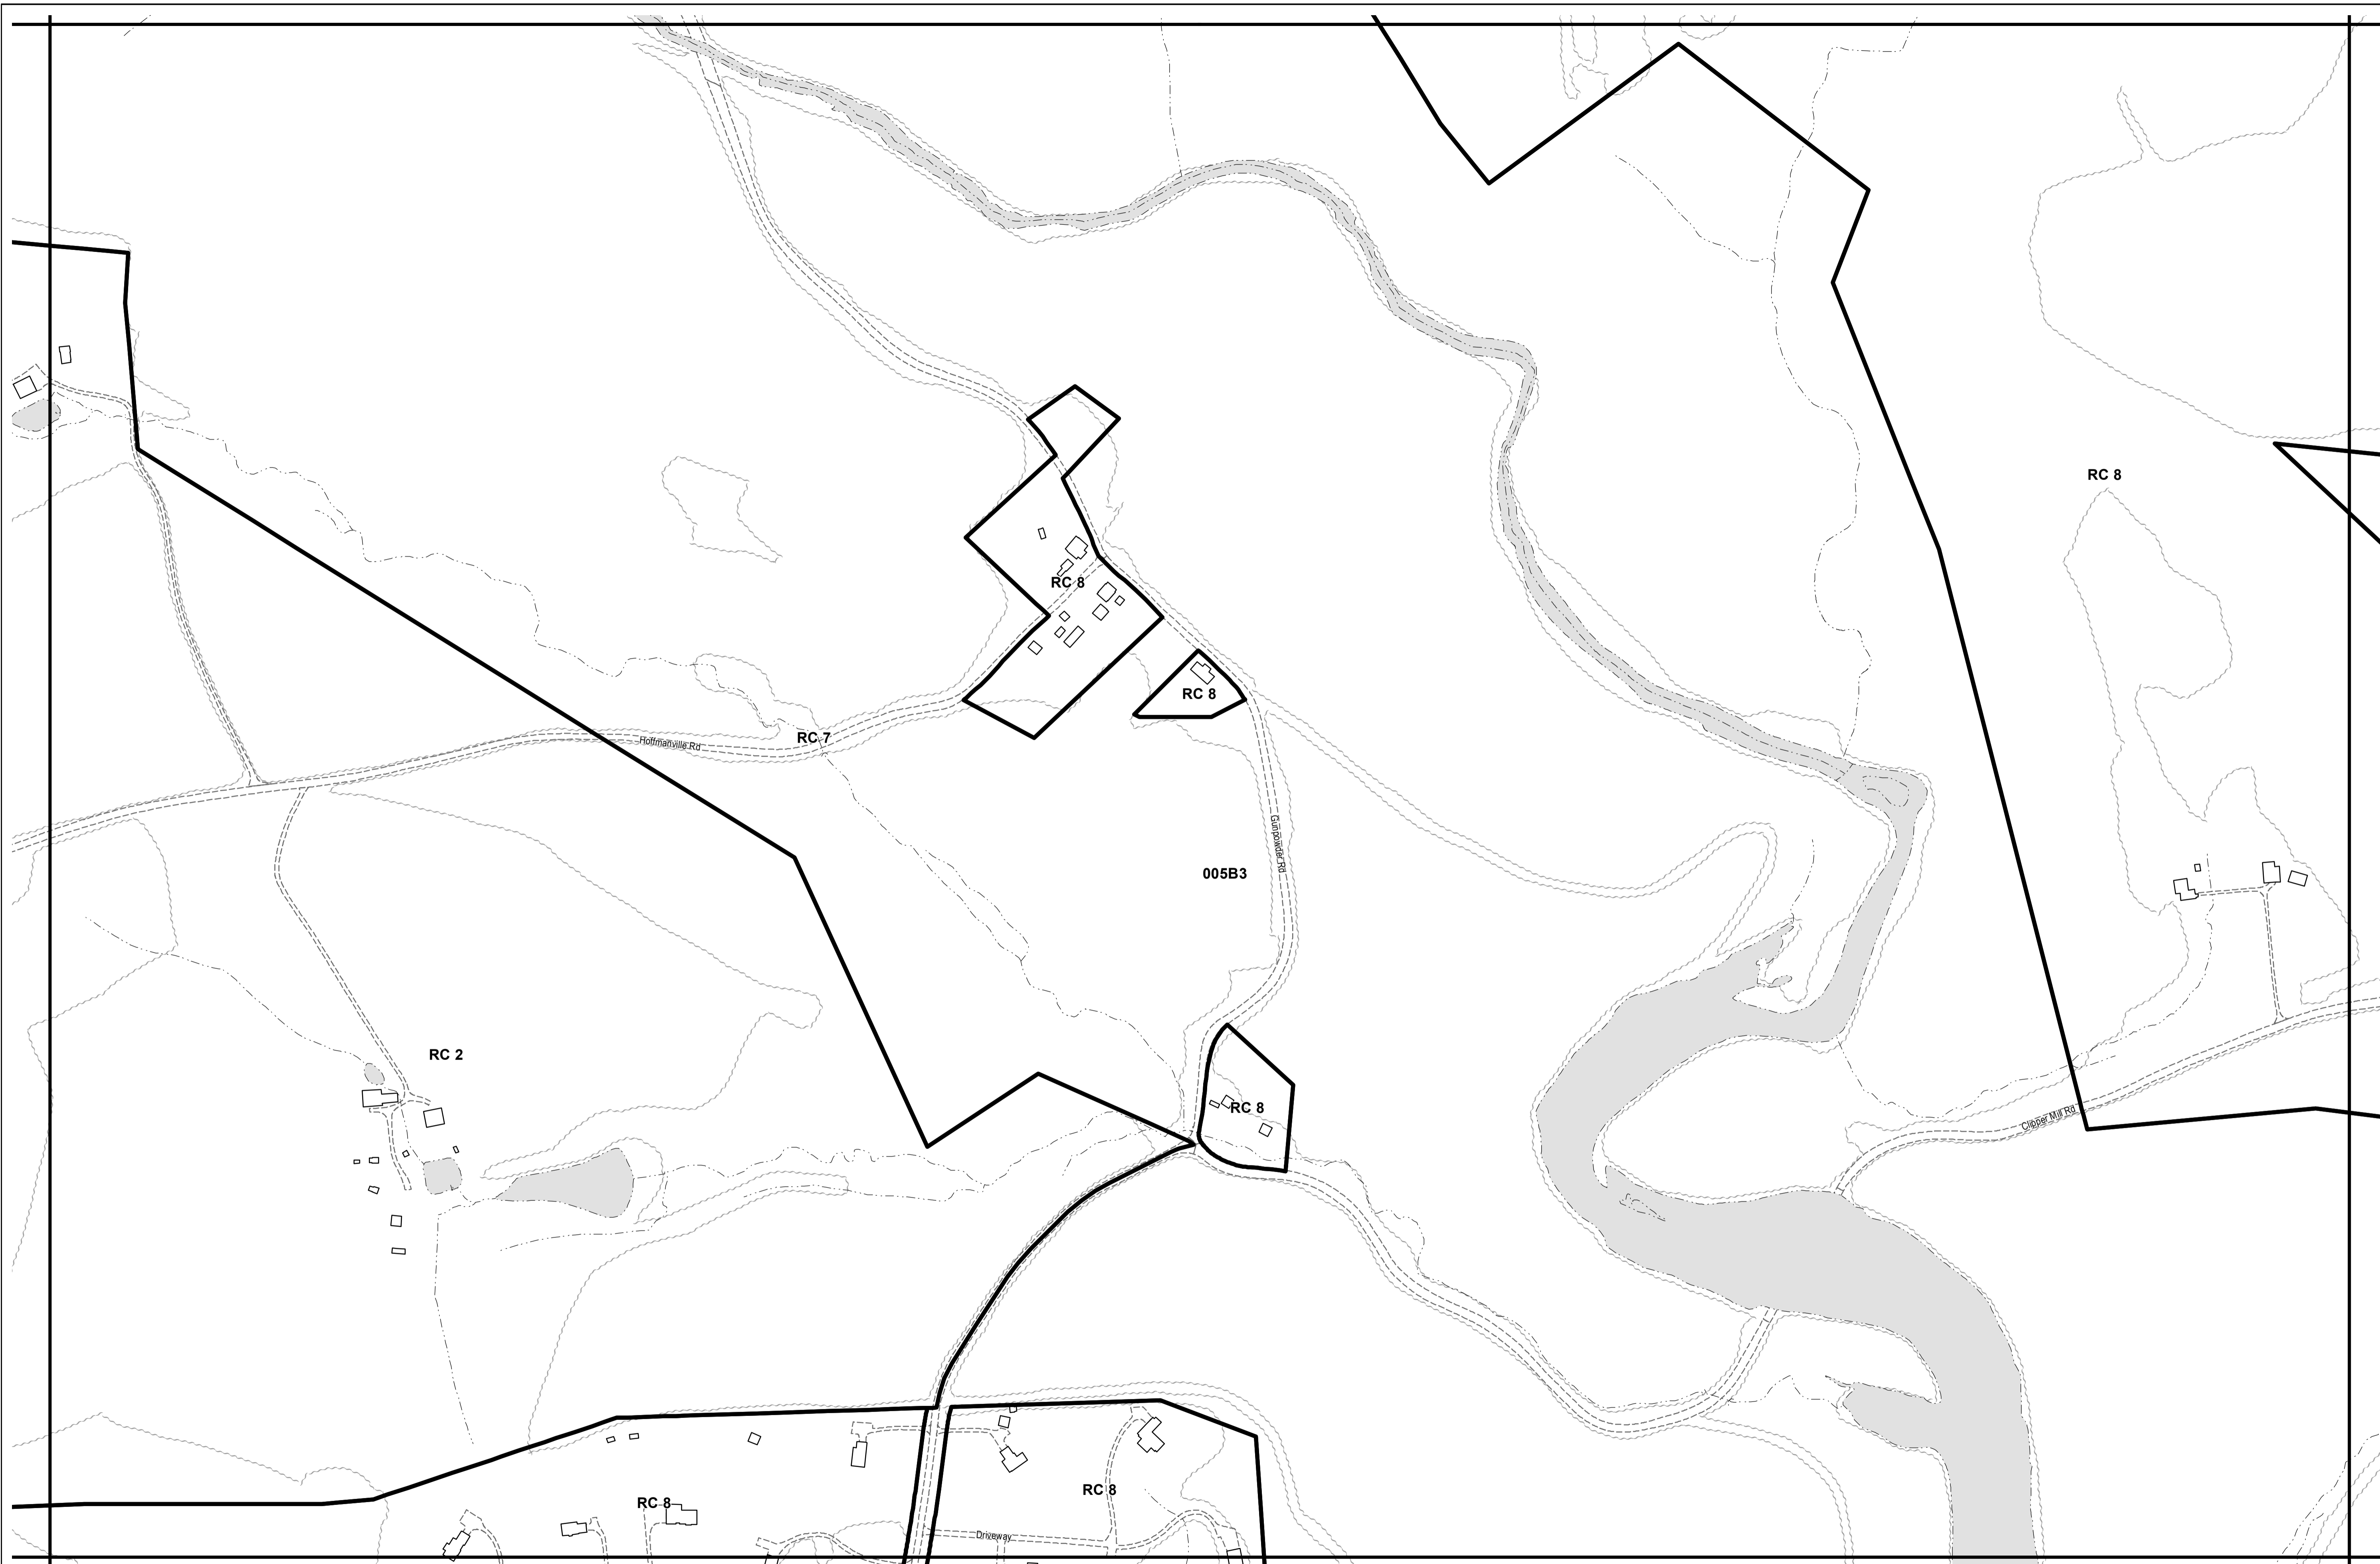 RC 8
RC 8
RC 8
RC 7
Hoffmanville Rd
Gunpowder Rd
005B3
RC 2
RC 8
Clipper Mill Rd
RC 8
RC 8
Driveway